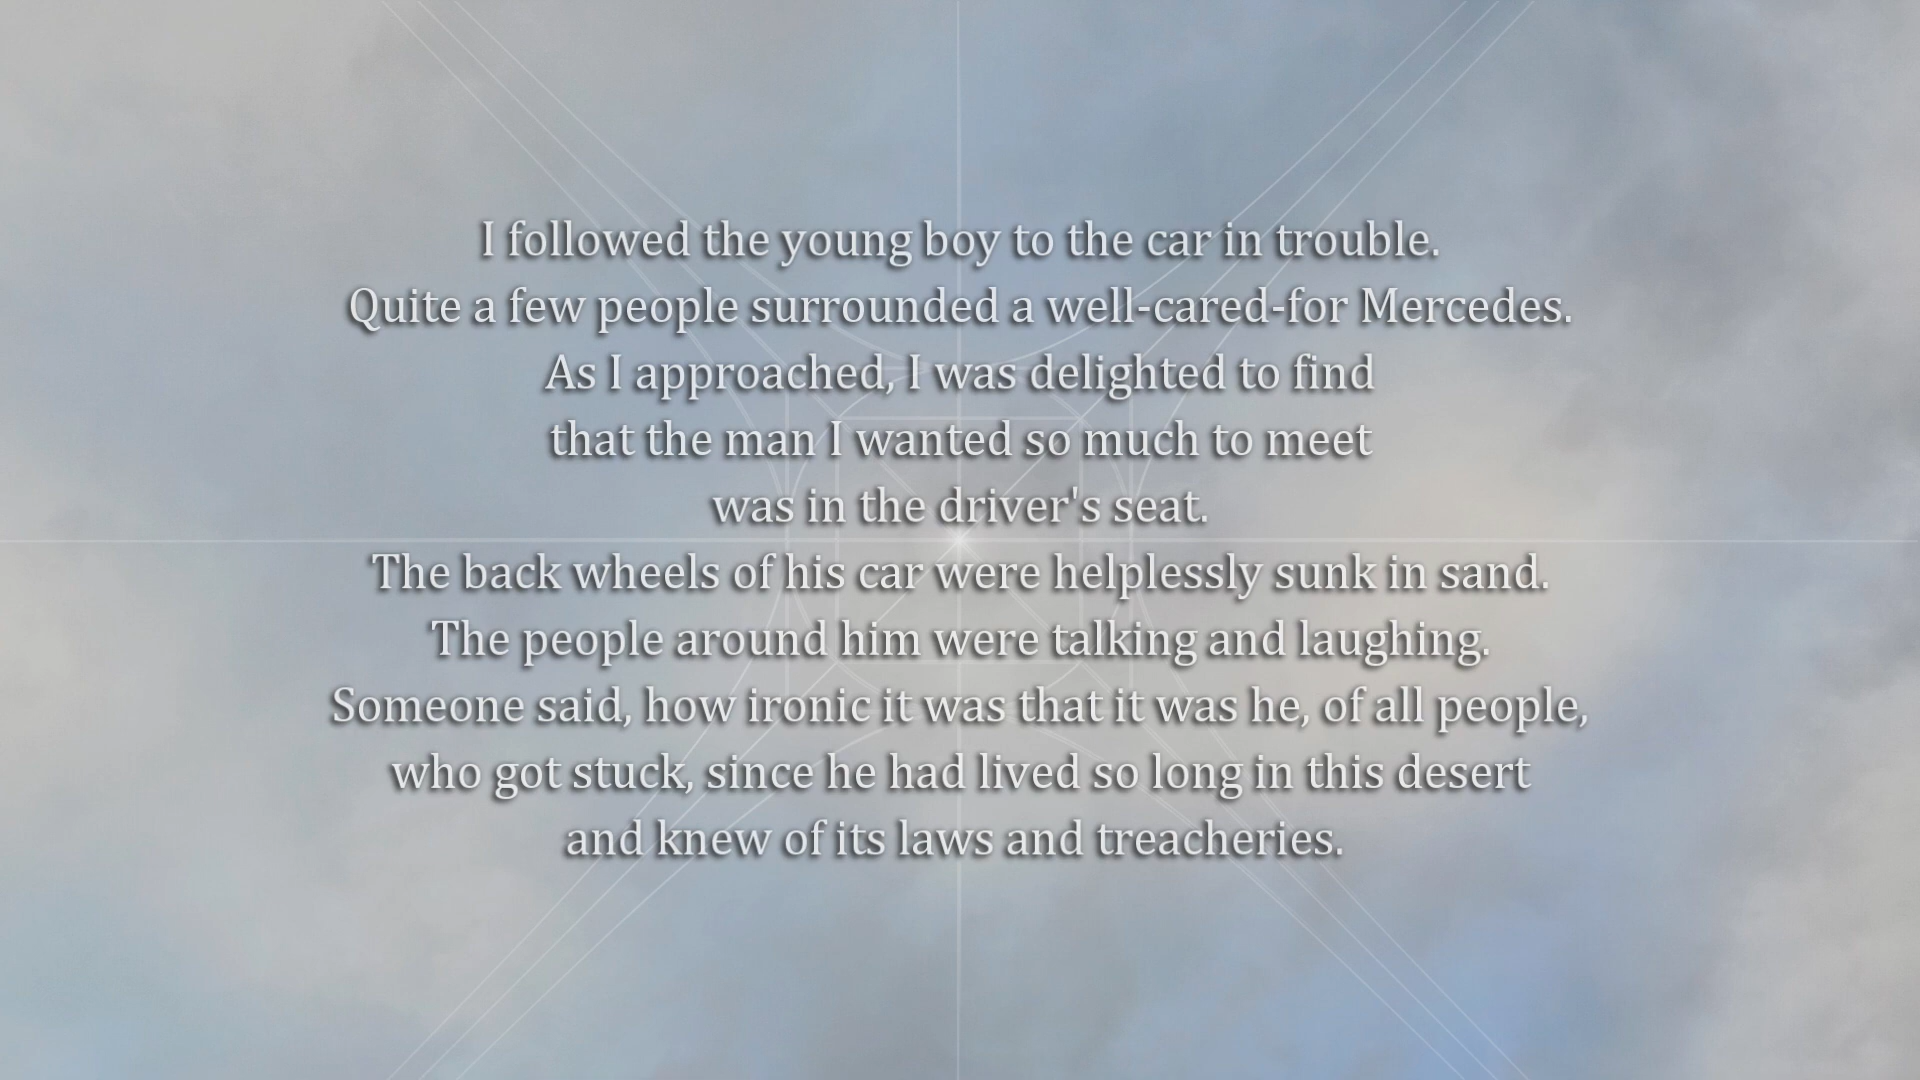 I followed the young boy to the car in trouble.
Quite a few people surrounded a well-cared-for Mercedes.
As I approached, I was delighted to find
that the man I wanted so much to meet
was in the driver's seat.
The back wheels of his car were helplessly sunk in sand.
The people around him were talking and laughing.
Someone said, how ironic it was that it was he, of all people,
who got stuck, since he had lived so long in this desert
and knew of its laws and treacheries.